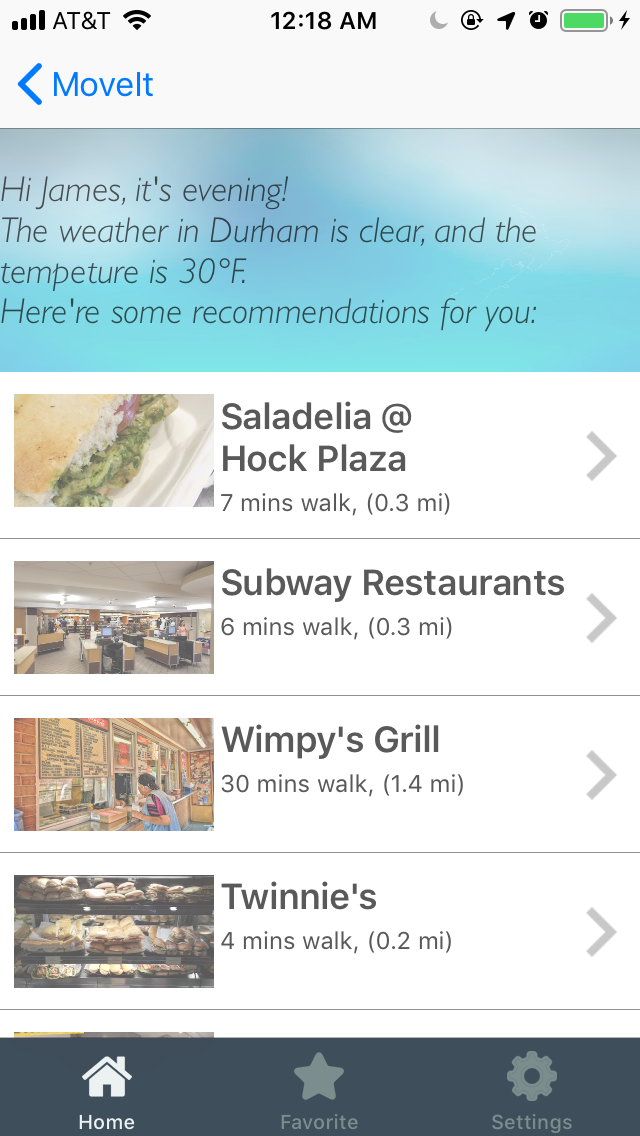 AT&T 12:18 AM
MoveIt
Hi James, it's evening!
The weather in Durham is clear, and the
tempeture is 30°F.
Here're some recommendations for you:
Saladelia @
Hock Plaza
7 mins walk, (0.3 mi)
Subway Restaurants
6 mins walk, (0.3 mi)
Wimpy's Grill
30 mins walk, (1.4 mi)
Twinnie's
4 mins walk, (0.2 mi)
Home Favorite Settings